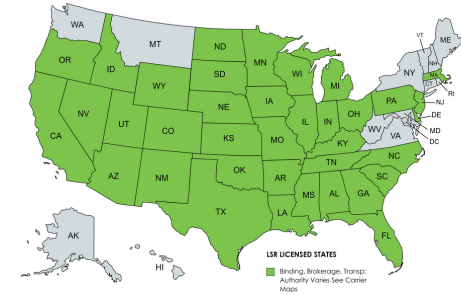 WA
MT
ND
MN
VT
ME
NH
OR
ID
SD
WI
MI
NY
MA
CT
RI
WY
IA
PA
NJ
NE
IL
IN
OH
DE
NV
UT
CO
KS
MO
KY
WV
VA
MD
DC
CA
AZ
NM
OK
AR
TN
NC
SC
MS
AL
GA
TX
LA
FL
AK
HI
LSR LICENSED STATES
Binding, Brokerage, Transp:
Authority Varies See Carrier
Maps